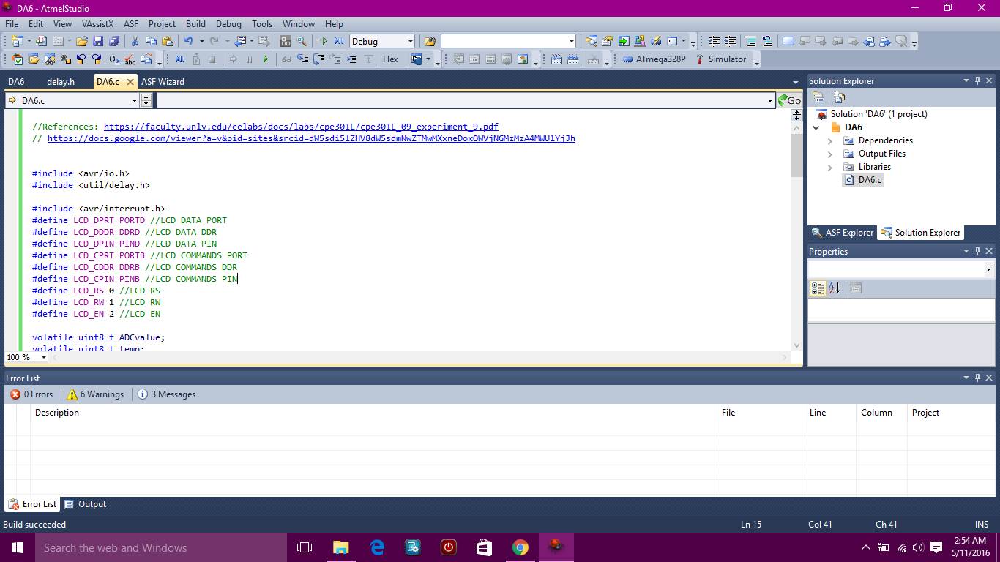 DA6 - AtmelStudio
File Edit View VAssistX ASF Project Build Debug Tools Window Help
Debug
Hex ATmega328P Simulator
DA6 delay.h DA6.c ASF Wizard
DA6.c Go
//References: https://faculty.unlv.edu/eelabs/docs/labs/cpe301L/cpe301L_09_experiment_9.pdf
// https://docs.google.com/viewer?a=v&pid=sites&srcid=dW5sdi5lZHV8dW5sdmNwZTMwMXxneDoxOWVjNGMzMzA4MWU1YjJh
#include <avr/io.h>
#include <util/delay.h>
#include <avr/interrupt.h>
#define LCD_DPRT PORTD //LCD DATA PORT
#define LCD_DDDR DDRD //LCD DATA DDR
#define LCD_DPIN PIND //LCD DATA PIN
#define LCD_CPRT PORTB //LCD COMMANDS PORT
#define LCD_CDDR DDRB //LCD COMMANDS DDR
#define LCD_CPIN PINB //LCD COMMANDS PIN
#define LCD_RS 0 //LCD RS
#define LCD_RW 1 //LCD RW
#define LCD_EN 2 //LCD EN
volatile uint8_t ADCvalue;
volatile uint8_t temp;
100 %
Solution Explorer
Solution 'DA6' (1 project)
DA6
Dependencies
Output Files
Libraries
DA6.c
ASF Explorer Solution Explorer
Properties
Error List
0 Errors 6 Warnings 3 Messages
Description File Line Column Project
Error List Output
Build succeeded Ln 15 Col 41 Ch 41 INS
Search the web and Windows
2:54 AM
5/11/2016